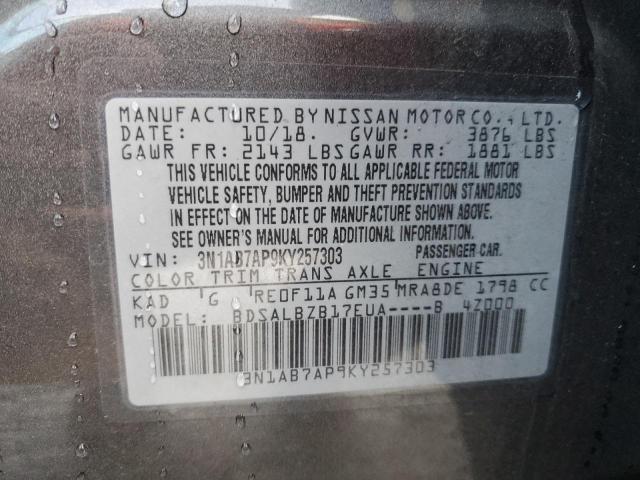 MANUFACTURED BY NISSAN MOTOR CO., LTD.
DATE: 10/18. GVWR: 3876 LBS
GAWR FR: 2143 LBS GAWR RR: 1881 LBS
THIS VEHICLE CONFORMS TO ALL APPLICABLE FEDERAL MOTOR
VEHICLE SAFETY, BUMPER AND THEFT PREVENTION STANDARDS
IN EFFECT ON THE DATE OF MANUFACTURE SHOWN ABOVE.
SEE OWNER'S MANUAL FOR ADDITIONAL INFORMATION.
VIN: 3N1AB7AP9KY257303 PASSENGER CAR.
COLOR TRIM TRANS AXLE ENGINE
KAD G RE0F11A GM35 MRA8DE 1798 CC
MODEL: BDSALBZB17EUA----B 4Z000
3N1AB7AP9KY257303